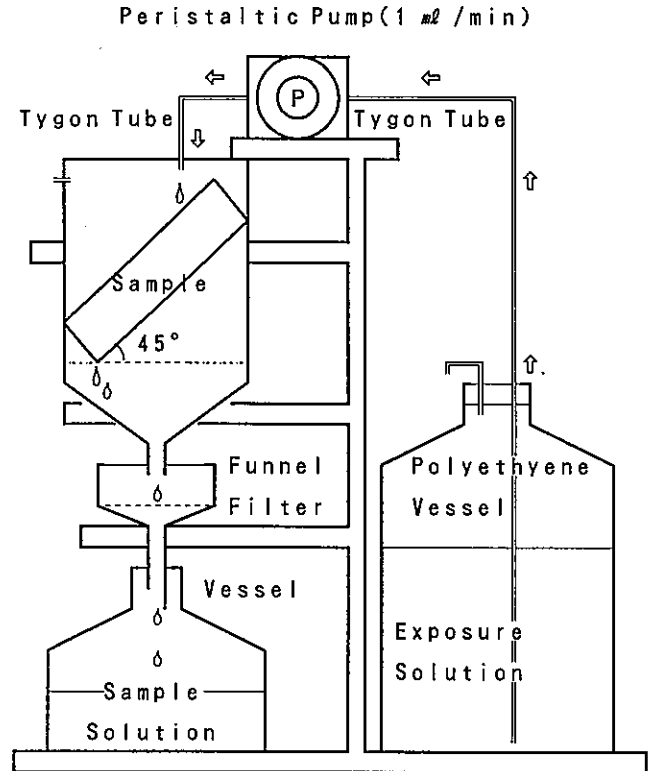 Peristaltic Pump(1 ㎖/min)
P
Tygon Tube
Tygon Tube
Sample
45°
Funnel
Filter
Polyethyene
Vessel
Vessel
Exposure
Solution
Sample
Solution